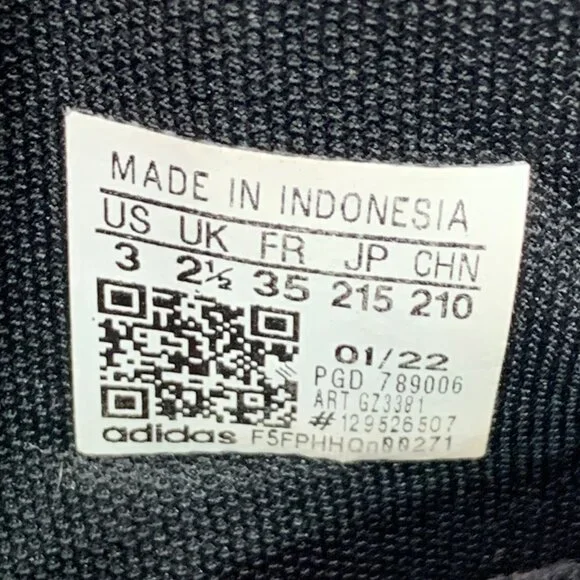 MADE IN INDONESIA
US UK FR JP CHN
3 2½ 35 215 210
01/22
PGD 789006
ART GZ3381
#129526507
adidas F5FPHHQn00271